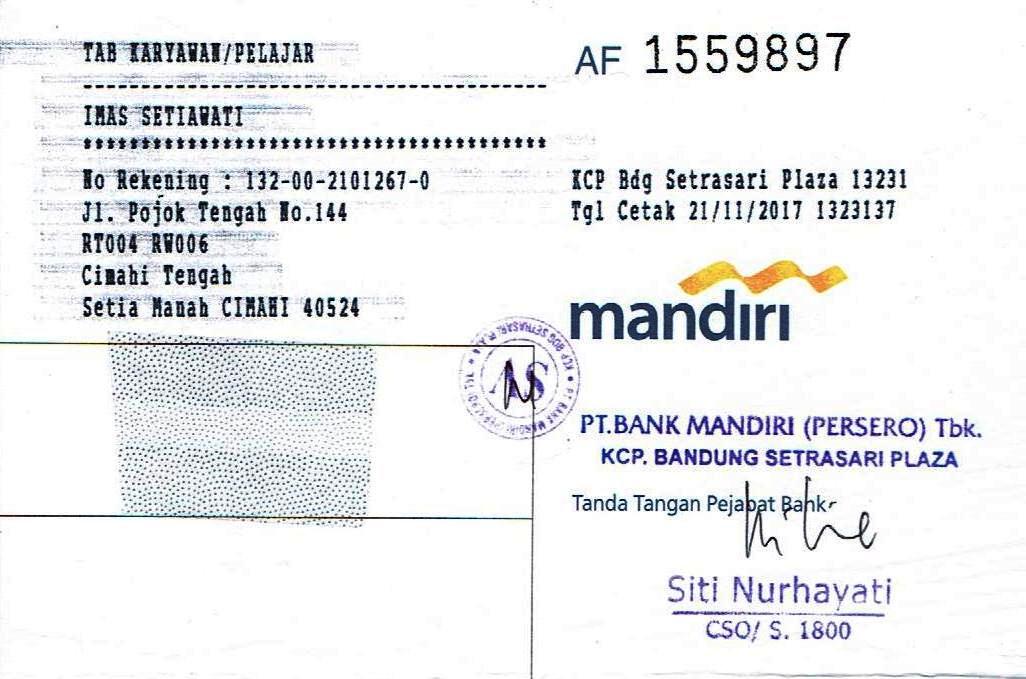 TAB KARYAWAN/PELAJAR
AF 1559897
IMAS SETIAWATI
No Rekening : 132-00-2101267-0
Jl. Pojok Tengah No.144
RT004 RW006
Cimahi Tengah
Setia Manah CIMAHI 40524
KCP Bdg Setrasari Plaza 13231
Tgl Cetak 21/11/2017 1323137
mandiri
KCP BDG SETRASARI PLAZA
PT. BANK MANDIRI (PERSERO) TBK.
PT.BANK MANDIRI (PERSERO) Tbk.
KCP. BANDUNG SETRASARI PLAZA
Tanda Tangan Pejabat Bank
Siti Nurhayati
CSO/ S. 1800